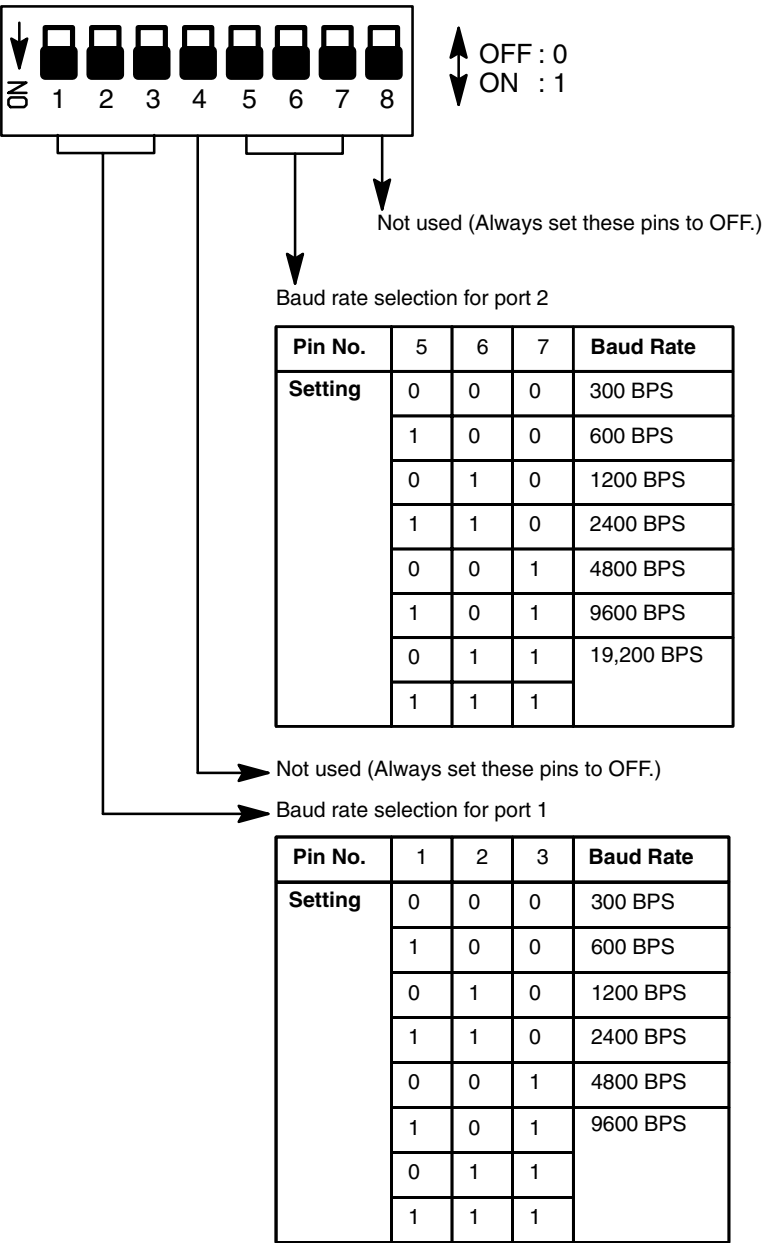 OFF : 0
ON : 1
ON 1 2 3 4 5 6 7 8
Not used (Always set these pins to OFF.)
Baud rate selection for port 2
Pin No. 5 6 7 Baud Rate
Setting 0 0 0 300 BPS
1 0 0 600 BPS
0 1 0 1200 BPS
1 1 0 2400 BPS
0 0 1 4800 BPS
1 0 1 9600 BPS
0 1 1 19,200 BPS
1 1 1
Not used (Always set these pins to OFF.)
Baud rate selection for port 1
Pin No. 1 2 3 Baud Rate
Setting 0 0 0 300 BPS
1 0 0 600 BPS
0 1 0 1200 BPS
1 1 0 2400 BPS
0 0 1 4800 BPS
1 0 1 9600 BPS
0 1 1
1 1 1